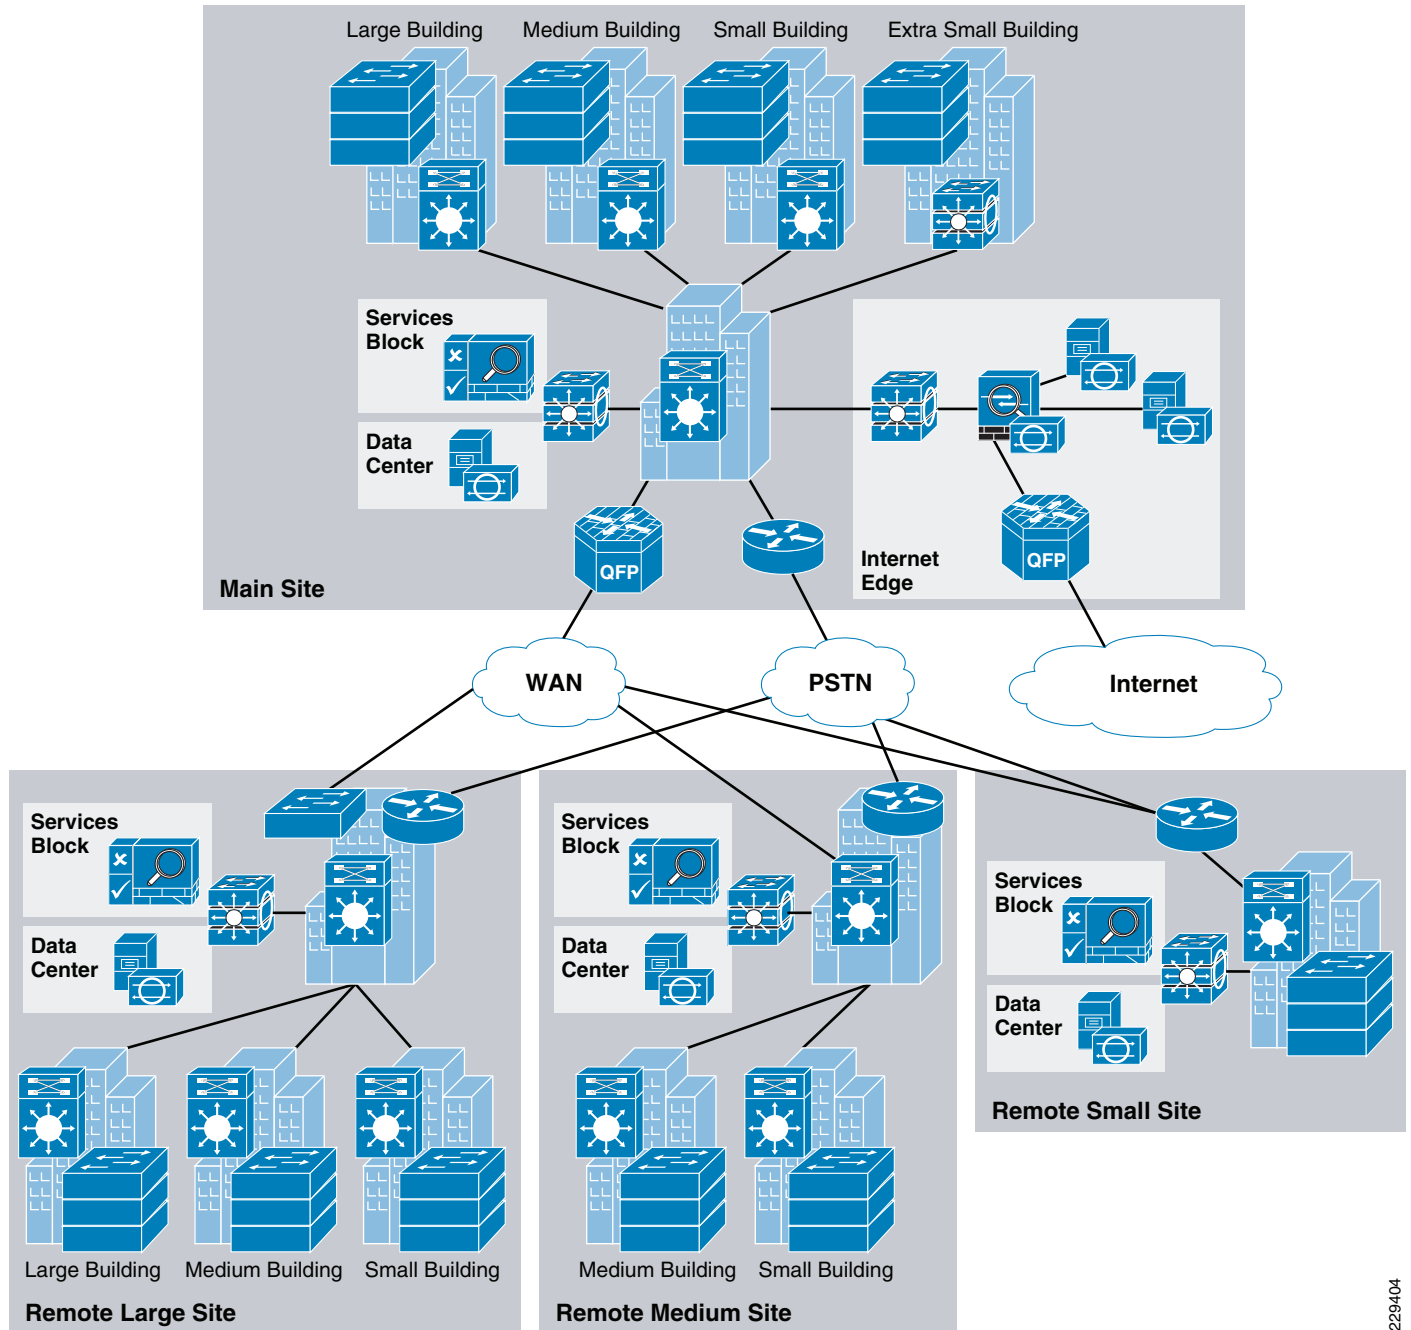 Large Building
Medium Building
Small Building
Extra Small Building
Services
Block
Data
Center
QFP
Internet
Edge
QFP
Main Site
WAN
PSTN
Internet
Services
Block
Data
Center
Large Building
Medium Building
Small Building
Remote Large Site
Services
Block
Data
Center
Medium Building
Small Building
Remote Medium Site
Services
Block
Data
Center
Remote Small Site
229404